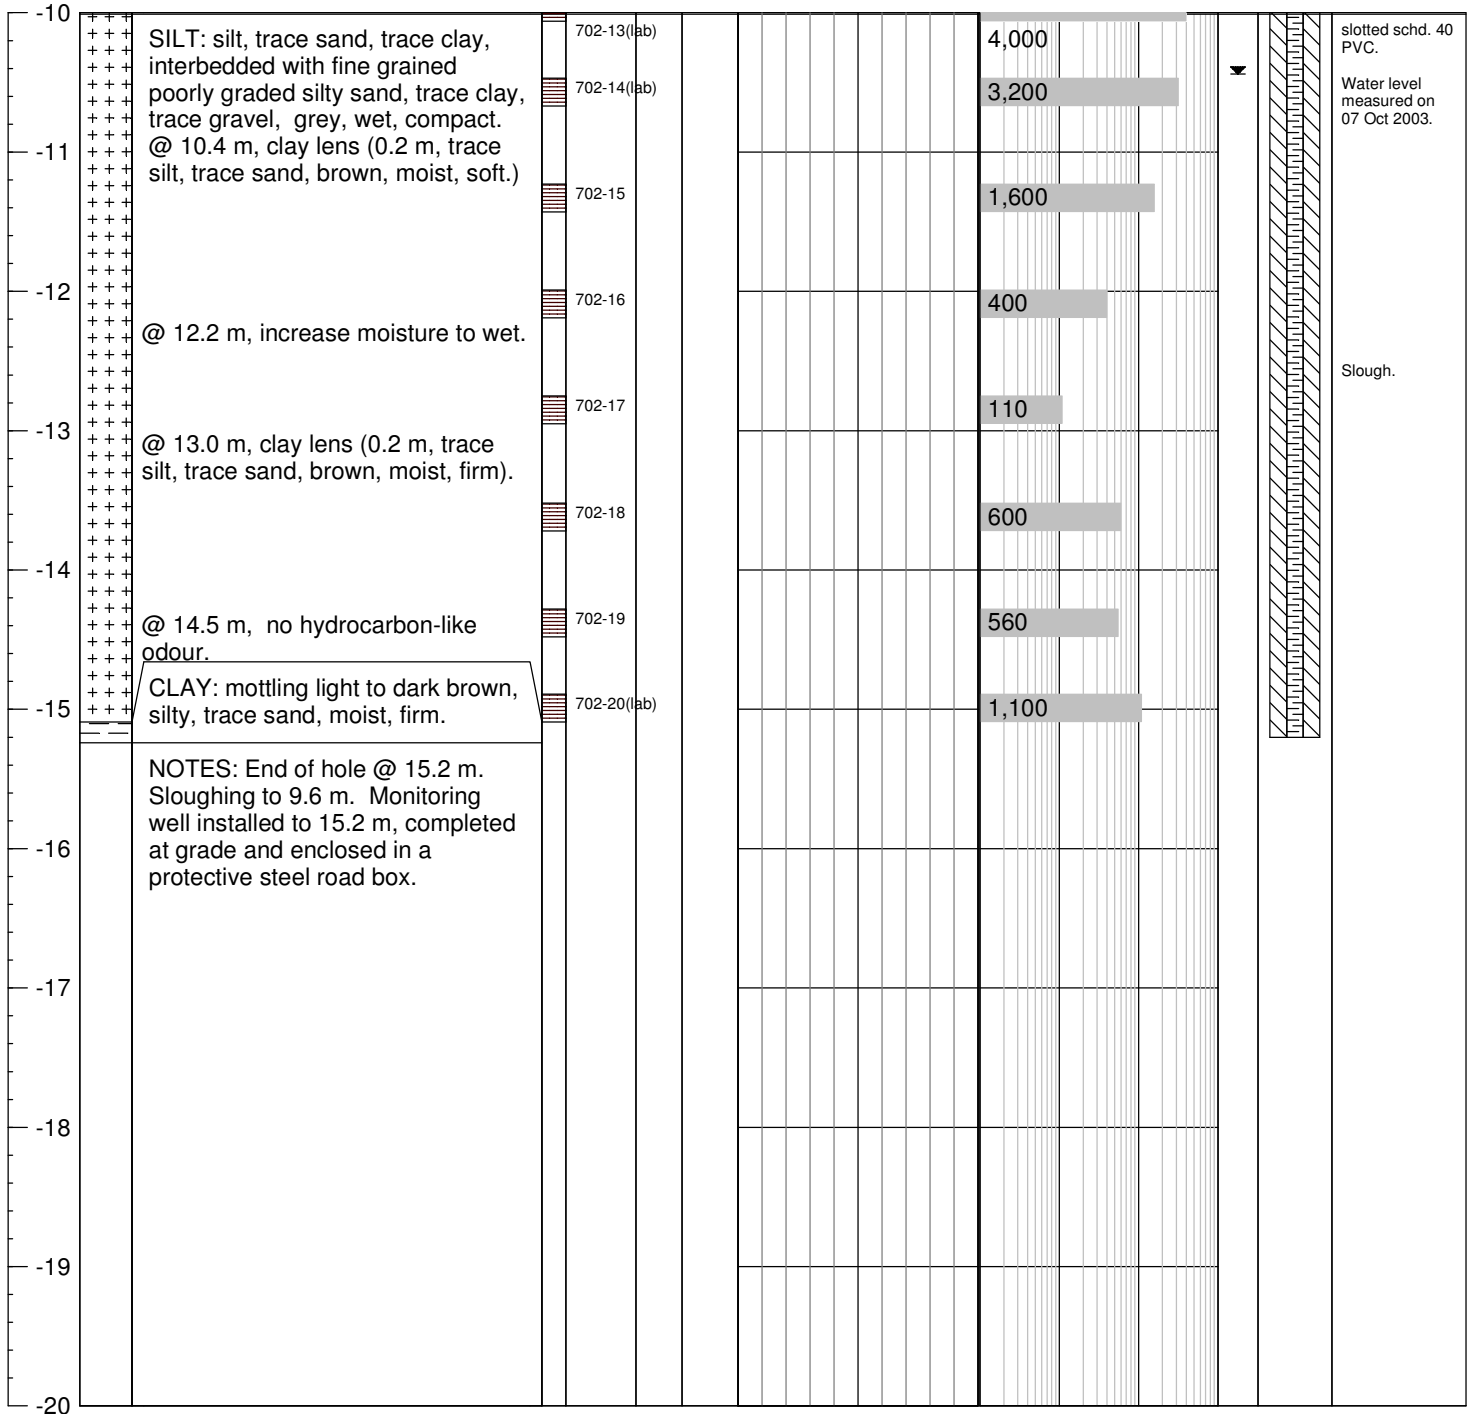 -10
SILT: silt, trace sand, trace clay,
interbedded with fine grained
poorly graded silty sand, trace clay,
trace gravel, grey, wet, compact.
@ 10.4 m, clay lens (0.2 m, trace
silt, trace sand, brown, moist, soft.)
702-13(lab)
4,000
slotted schd. 40
PVC.
702-14(lab)
3,200
Water level
measured on
07 Oct 2003.
-11
702-15
1,600
-12
702-16
400
@ 12.2 m, increase moisture to wet.
Slough.
702-17
110
-13
@ 13.0 m, clay lens (0.2 m, trace
silt, trace sand, brown, moist, firm).
702-18
600
-14
@ 14.5 m, no hydrocarbon-like
odour.
702-19
560
CLAY: mottling light to dark brown,
silty, trace sand, moist, firm.
702-20(lab)
1,100
-15
NOTES: End of hole @ 15.2 m.
Sloughing to 9.6 m. Monitoring
well installed to 15.2 m, completed
at grade and enclosed in a
protective steel road box.
-16
-17
-18
-19
-20